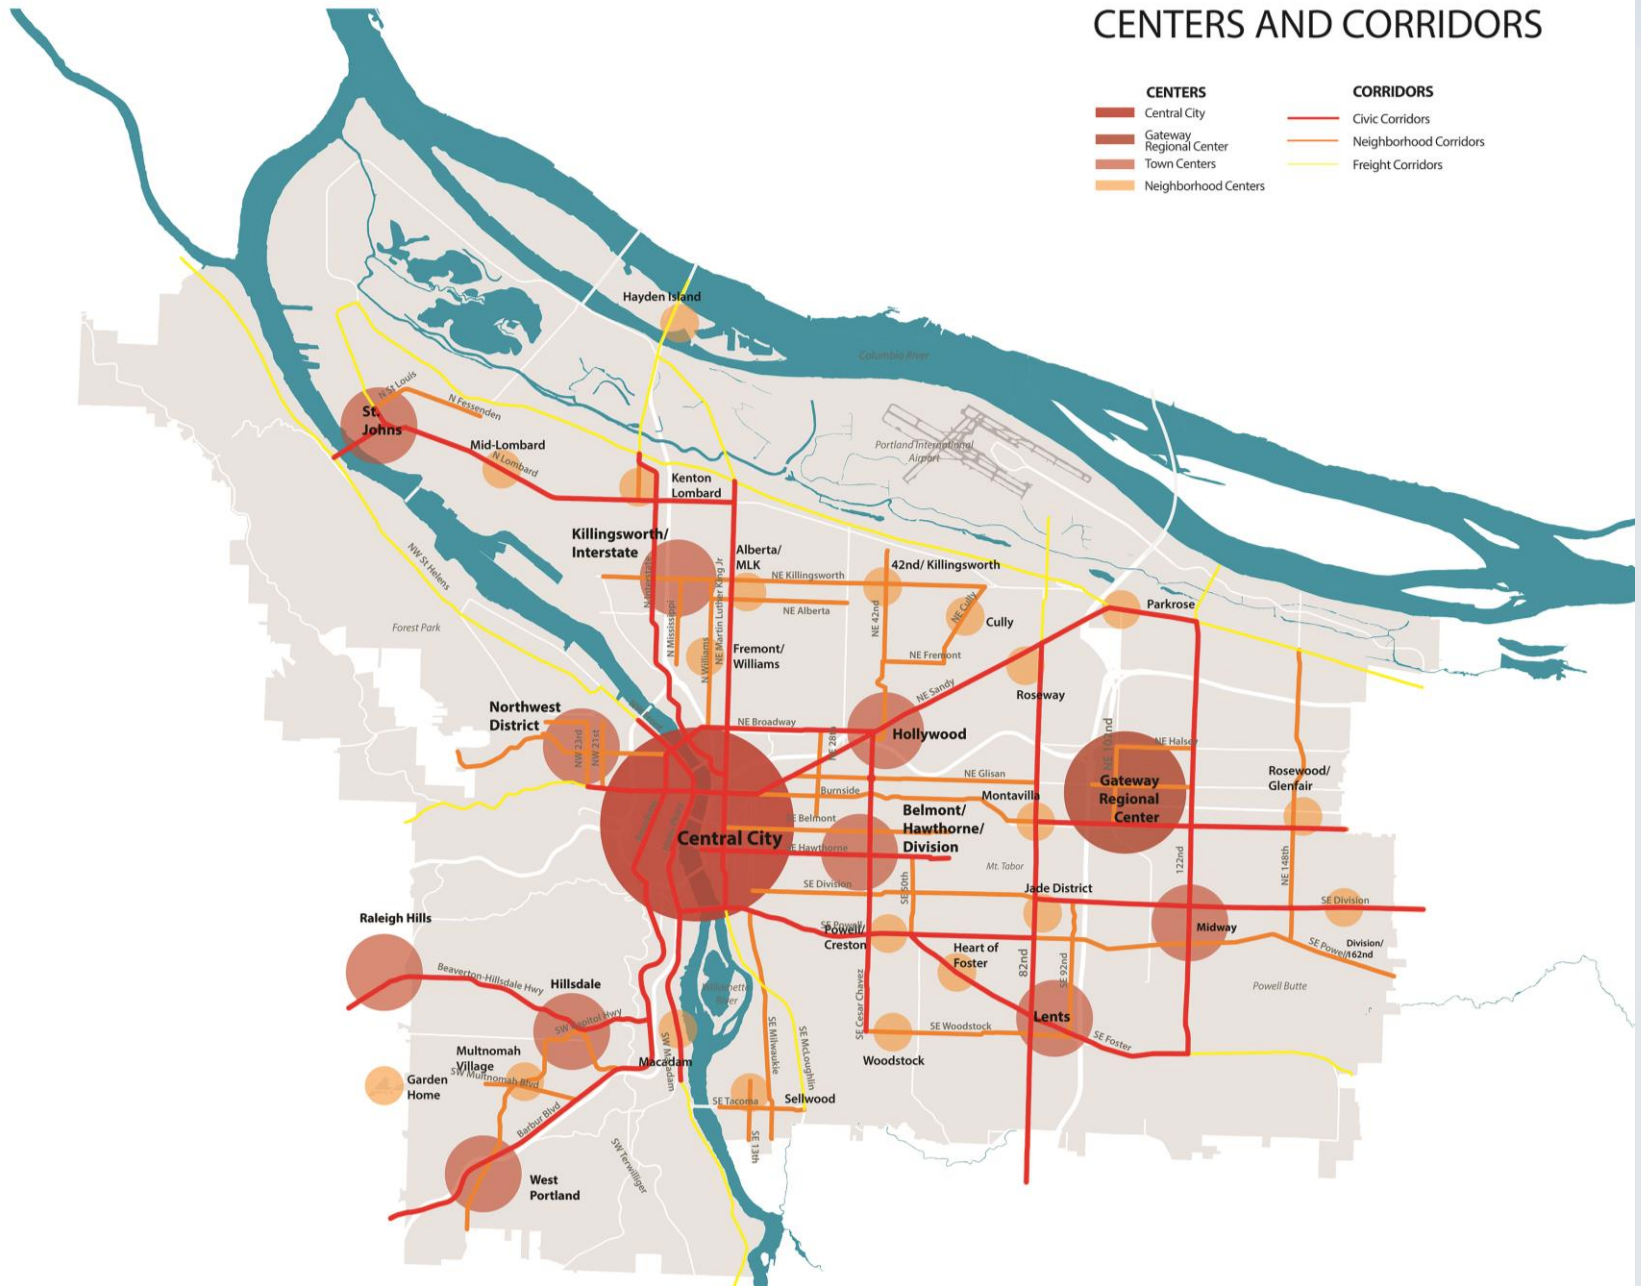 CENTERS AND CORRIDORS
CENTERS
Central City
Gateway
Regional Center
Town Centers
Neighborhood Centers
CORRIDORS
Civic Corridors
Neighborhood Corridors
Freight Corridors
Hayden Island
Columbia River
N St Louis
N Fessenden
St.
Johns
Mid-Lombard
N Lombard
Portland International
Airport
Kenton
Lombard
Killingsworth/
Interstate
NW St Helens
Alberta/
MLK
NE Killingsworth
42nd/ Killingsworth
NE Alberta
N Interstate
N Mississippi
N Williams
NE Martin Luther King Jr
NE 42nd
NE Cully
Cully
Parkrose
Forest Park
Fremont/
Williams
NE Fremont
NE Sandy
Roseway
Northwest
District
NW 23rd
NW 21st
NE Broadway
NE 28th
Hollywood
NE 102nd
NE Halsey
NE Glisan
Burnside
Montavilla
Gateway
Regional
Center
Rosewood/
Glenfair
Central City
SE Belmont
SE Hawthorne
Belmont/
Hawthorne/
Division
Mt. Tabor
122nd
NE 148th
SE Division
SE 50th
Jade District
SE Division
Raleigh Hills
SE Powell
Powell/
Creston
Heart of
Foster
82nd
SE 92nd
Midway
SE Powell
Division/
162nd
Beaverton-Hillsdale Hwy
Hillsdale
SW Capitol Hwy
Willamette
River
SE Cesar Chavez
Powell Butte
Lents
SE Woodstock
SE Foster
Woodstock
Multnomah
Village
SW Multnomah Blvd
Garden
Home
Macadam
SW Macadam
SE Milwaukie
SE McLoughlin
Barbur Blvd
SE Tacoma
Sellwood
SE 13th
SW Terwilliger
West
Portland